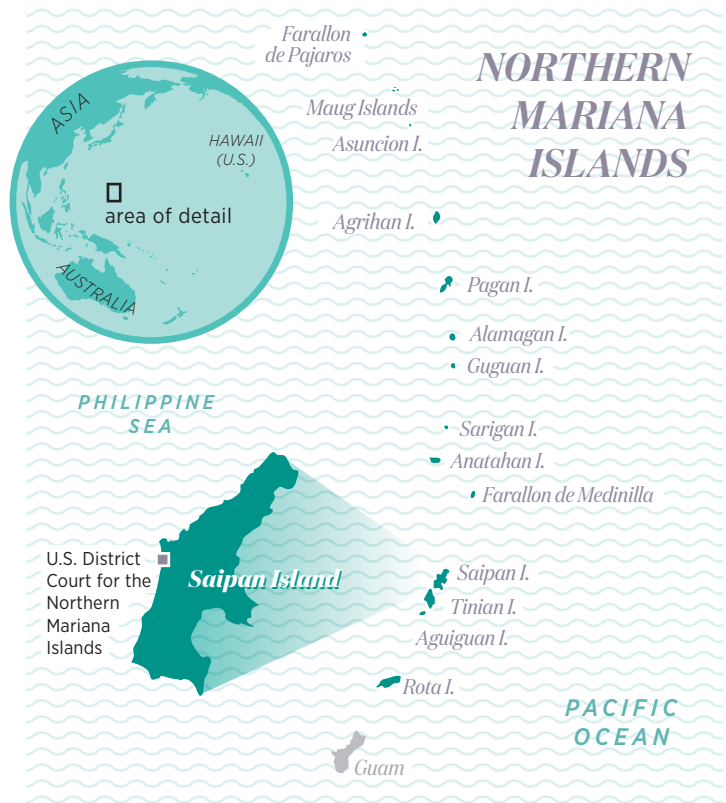 NORTHERN
MARIANA
ISLANDS
Farallon
de Pajaros
Maug Islands
Asuncion I.
Agrihan I.
Pagan I.
Alamagan I.
Guguan I.
Sarigan I.
Anatahan I.
Farallon de Medinilla
Saipan I.
Tinian I.
Aguiguan I.
Rota I.
Guam
ASIA
HAWAII
(U.S.)
area of detail
AUSTRALIA
PHILIPPINE
SEA
U.S. District
Court for the
Northern
Mariana
Islands
Saipan Island
PACIFIC
OCEAN